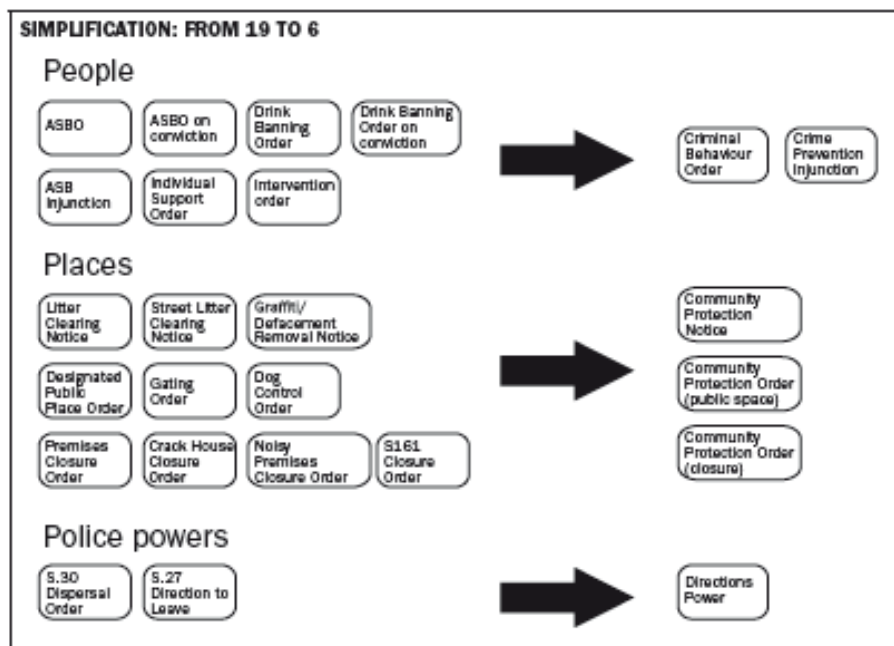 SIMPLIFICATION: FROM 19 TO 6
People
ASBO
ASBO on
conviction
Drink
Banning
Order
Drink Banning
Order on
conviction
ASB
Injunction
Individual
Support
Order
Intervention
order
Criminal
Behaviour
Order
Crime
Prevention
Injunction
Places
Litter
Clearing
Notice
Street Litter
Clearing
Notice
Graffiti/
Defacement
Removal Notice
Designated
Public
Place Order
Gating
Order
Dog
Control
Order
Premises
Closure
Order
Crack House
Closure
Order
Noisy
Premises
Closure Order
S161
Closure
Order
Community
Protection
Notice
Community
Protection Order
(public space)
Community
Protection Order
(closure)
Police powers
S.30
Dispersal
Order
S.27
Direction to
Leave
Directions
Power